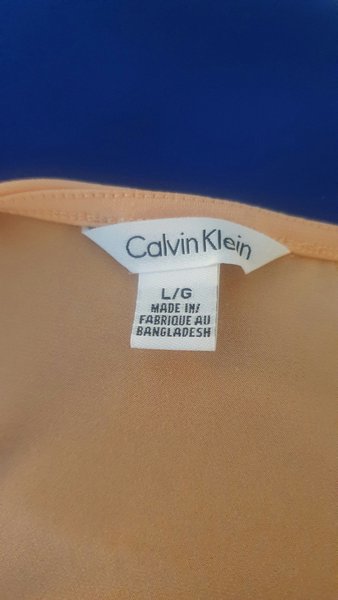 Calvin Klein
L/G
MADE IN/
FABRIQUE AU
BANGLADESH